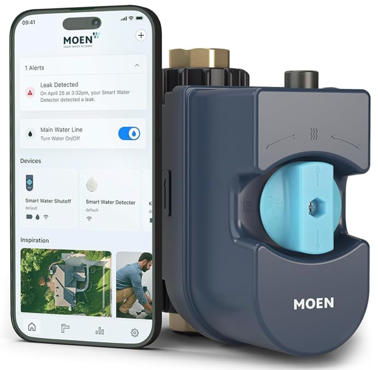 09:41
MOEN
1 Alerts
Leak Detected
On April 25 at 3:32pm, your Smart Water
Detector detected a leak.
Main Water Line
Turn Water On/Off
Devices
Smart Water Shutoff
default
Smart Water Detector
default
Inspiration
MOEN